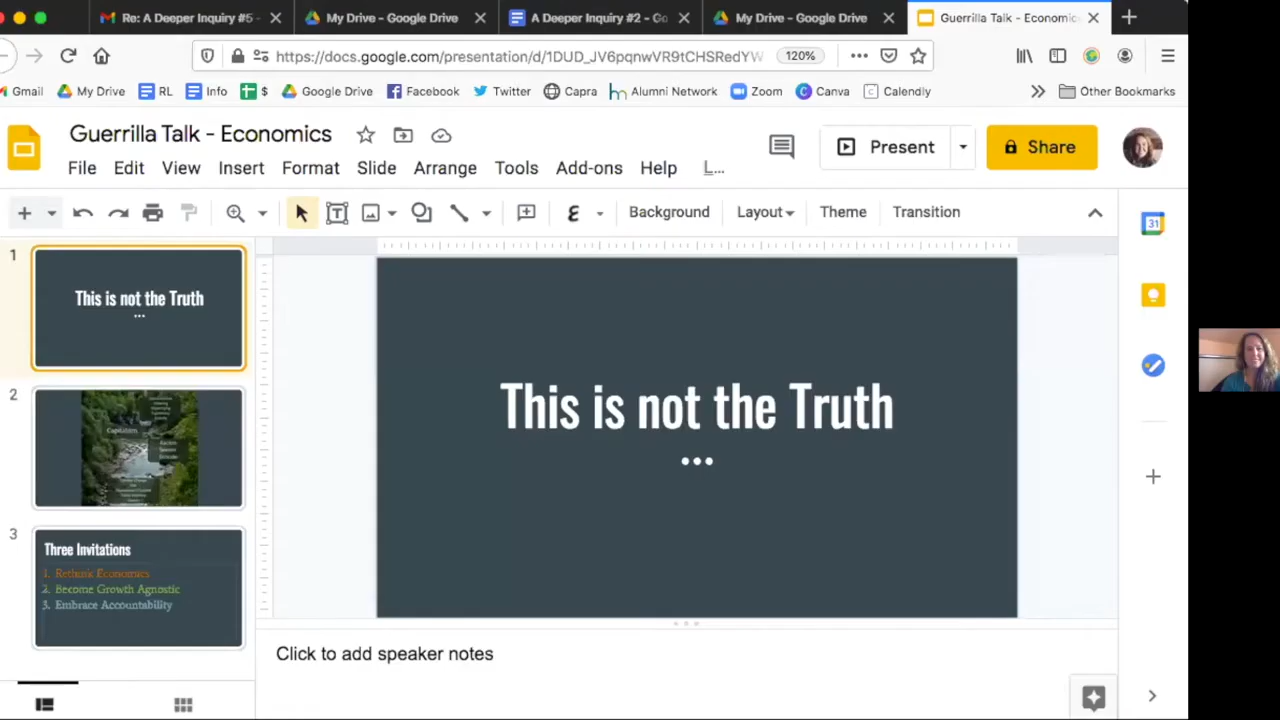 Re: A Deeper Inquiry #5 -
My Drive - Google Drive
A Deeper Inquiry #2 - Go
My Drive - Google Drive
Guerrilla Talk - Economics
https://docs.google.com/presentation/d/1DUD_JV6pqnwVR9tCHSRedYW
120%
Gmail
My Drive
RL
Info
$
Google Drive
Facebook
Twitter
Capra
Alumni Network
Zoom
Canva
Calendly
Other Bookmarks
Guerrilla Talk - Economics
Present
Share
File Edit View Insert Format Slide Arrange Tools Add-ons Help L...
Background
Layout
Theme
Transition
31
1
This is not the Truth
2
Capitalism
3
Three Invitations
1. Rethink Economics
2. Become Growth Agnostic
3. Embrace Accountability
This is not the Truth
Click to add speaker notes